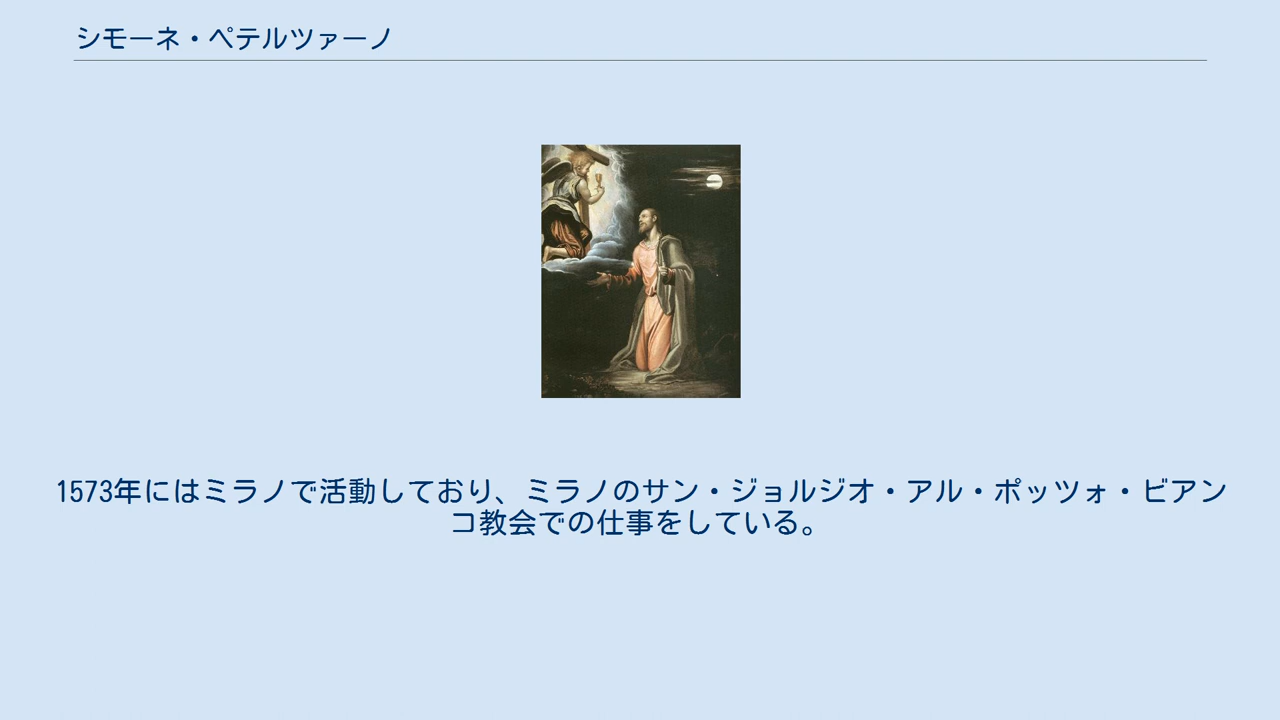 シモーネ・ペテルツァーノ
1573年にはミラノで活動しており、ミラノのサン・ジョルジオ・アル・ポッツォ・ビアン
コ教会での仕事をしている。